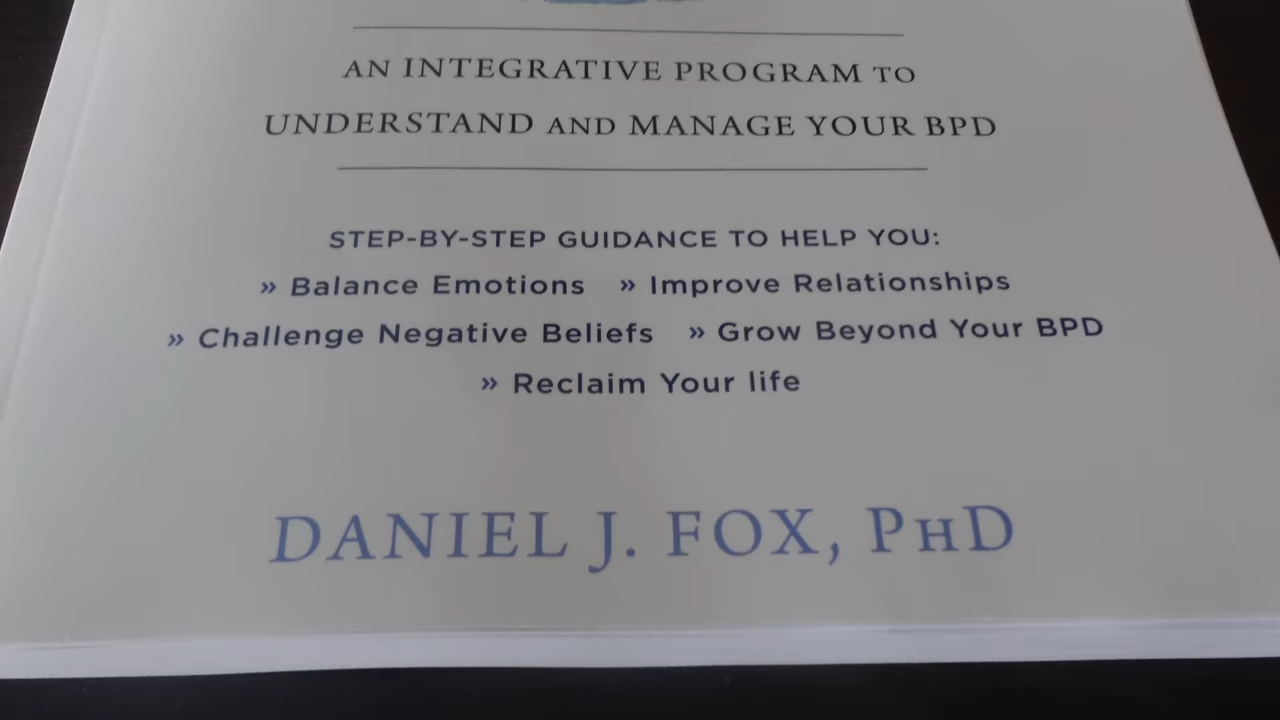 AN INTEGRATIVE PROGRAM TO
UNDERSTAND AND MANAGE YOUR BPD
STEP-BY-STEP GUIDANCE TO HELP YOU:
» Balance Emotions » Improve Relationships
» Challenge Negative Beliefs » Grow Beyond Your BPD
» Reclaim Your life
DANIEL J. FOX, PHD